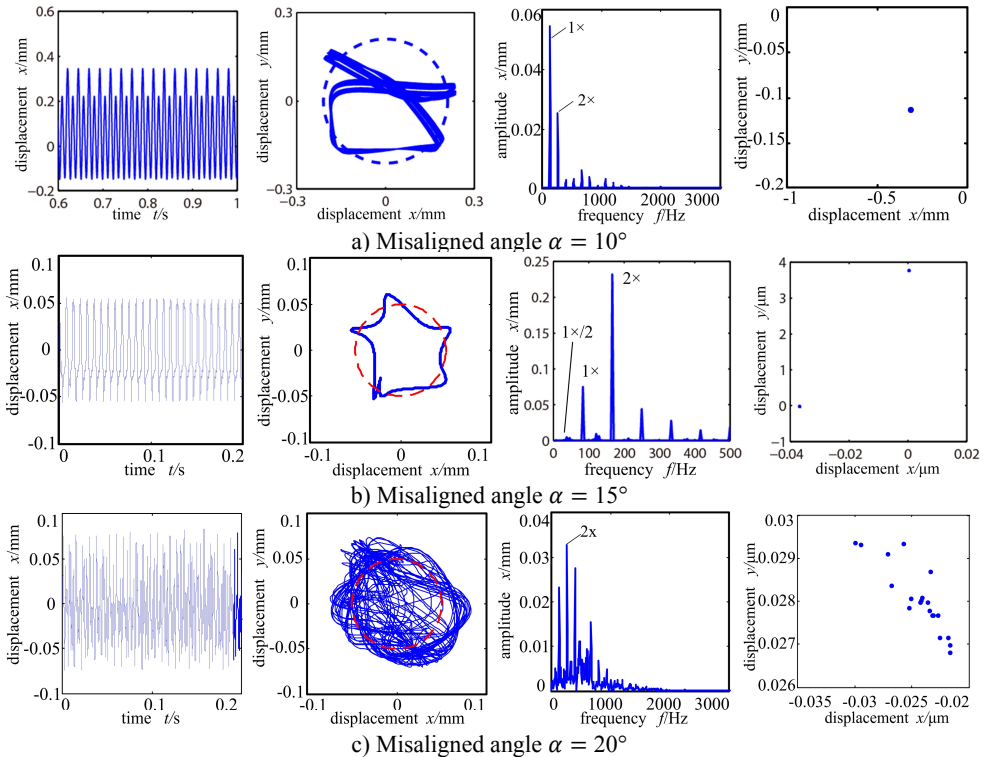 0.6
0.4
0.2
0
−0.2
0.6 0.7 0.8 0.9 1
displacement x/mm
time t/s
0.3
0
−0.3
−0.3 0 0.3
displacement y/mm
displacement x/mm
0.06
0.04
0.02
0.00
0 1000 2000 3000
amplitude x/mm
frequency f/Hz
1×
2×
0
−0.05
−0.1
−0.15
−0.2
-1 -0.5 0
displacement y/mm
displacement x/mm
a) Misaligned angle α = 10°
0.1
0.05
0
-0.05
-0.1
0 0.1 0.2
displacement x/mm
time t/s
0.1
0.05
0
-0.05
-0.1
-0.1 0 0.1
displacement y/mm
displacement x/mm
0.25
0.2
0.15
0.1
0.05
0.00
0 100 200 300 400 500
amplitude x/mm
frequency f/Hz
1×/2
1×
2×
4
3
2
1
0
−1
−0.04 −0.02 0 0.02
displacement y/μm
displacement x/μm
b) Misaligned angle α = 15°
0.1
0.05
0
-0.05
-0.1
0 0.1 0.2
displacement x/mm
time t/s
0.1
0.05
0
-0.05
-0.1
-0.1 0 0.1
displacement y/mm
displacement x/mm
0.04
0.03
0.02
0.01
0
0 1000 2000 3000
amplitude x/mm
frequency f/Hz
2x
0.03
0.029
0.028
0.027
0.026
-0.035 -0.03 -0.025 -0.02
displacement y/μm
displacement x/μm
c) Misaligned angle α = 20°